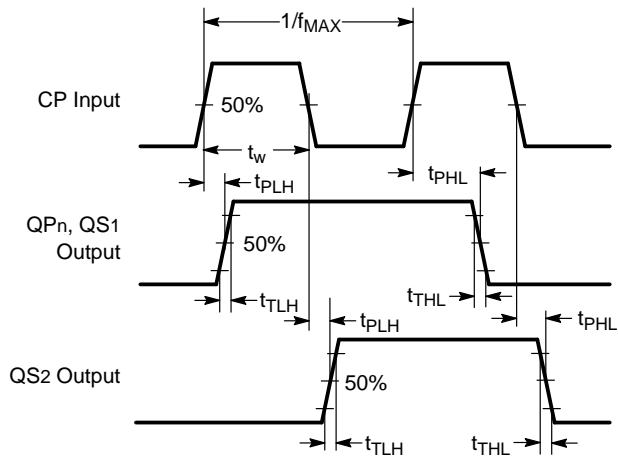 1/fMAX
CP Input
50%
tw
tPLH
tPHL
QPn, QS1
Output
50%
tTLH
tTHL
tPLH
tPHL
QS2 Output
50%
tTLH
tTHL